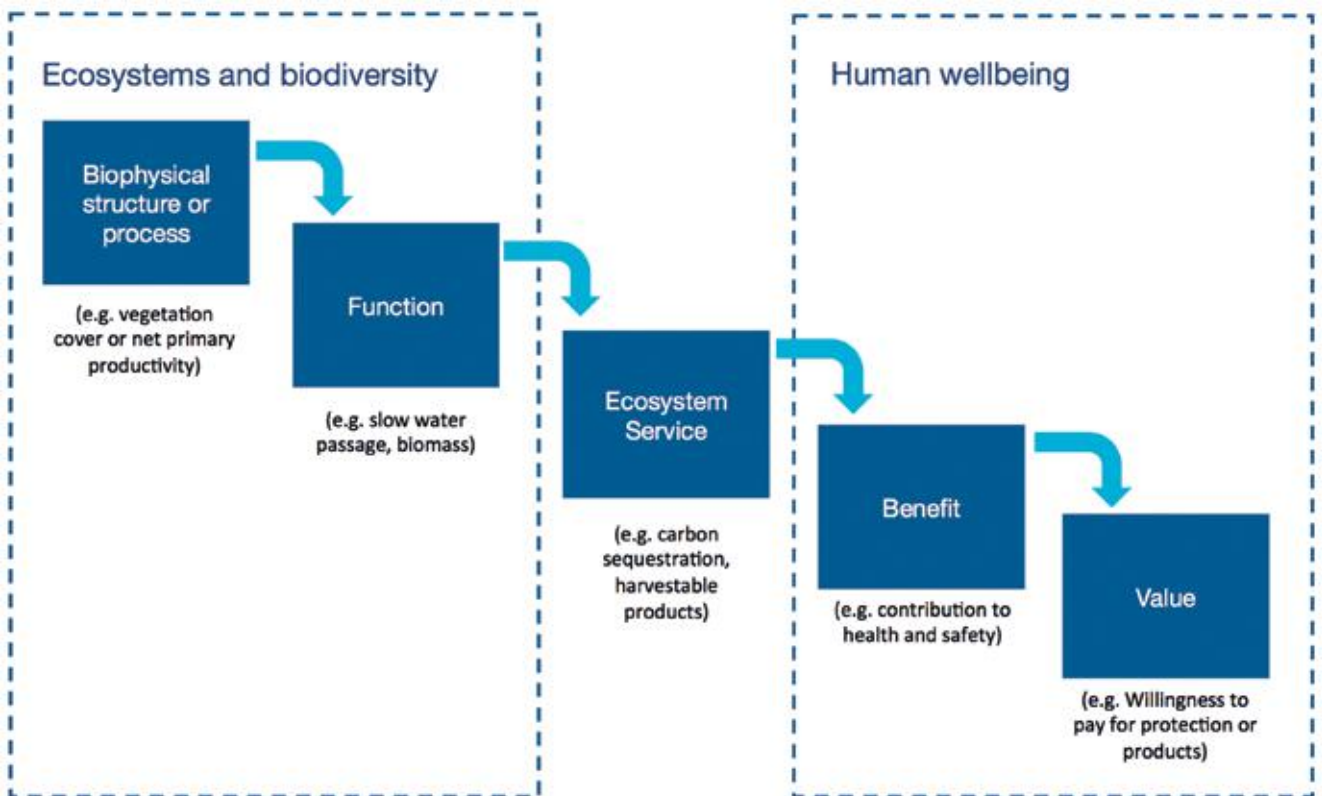 Ecosystems and biodiversity
Biophysical
structure or
process
(e.g. vegetation
cover or net primary
productivity)
Function
(e.g. slow water
passage, biomass)
Ecosystem
Service
(e.g. carbon
sequestration,
harvestable
products)
Human wellbeing
Benefit
(e.g. contribution to
health and safety)
Value
(e.g. Willingness to
pay for protection or
products)